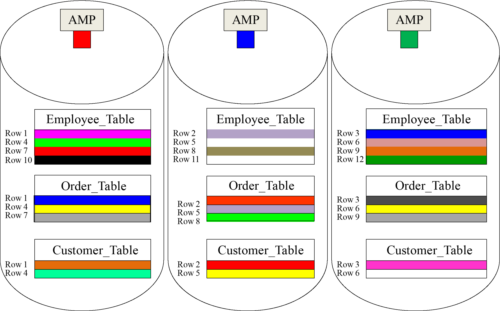 AMP
Employee_Table
Row 1
Row 4
Row 7
Row 10
Order_Table
Row 1
Row 4
Row 7
Customer_Table
Row 1
Row 4
AMP
Employee_Table
Row 2
Row 5
Row 8
Row 11
Order_Table
Row 2
Row 5
Row 8
Customer_Table
Row 2
Row 5
AMP
Employee_Table
Row 3
Row 6
Row 9
Row 12
Order_Table
Row 3
Row 6
Row 9
Customer_Table
Row 3
Row 6